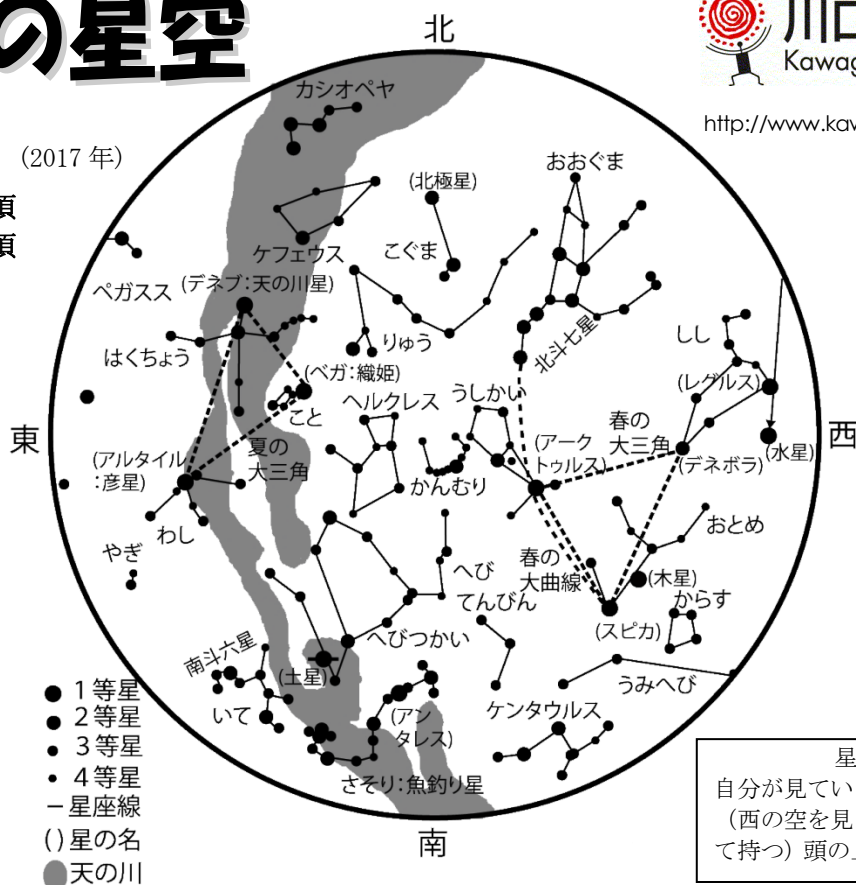 の星空
北
川口
Kawag
http://www.kaw
(2017 年)
頃
頃
カシオペヤ
おおぐま
(北極星)
ケフェウス
こぐま
ペガスス
(デネブ:天の川星)
りゅう
北斗七星
しし
はくちょう
(ベガ:織姫)
(レグルス)
こと
ヘルクレス
うしかい
東
西
夏の
大三角
春の
大三角
(アーク
トゥルス)
(デネボラ)
(水星)
(アルタイル
:彦星)
かんむり
わし
おとめ
やぎ
へび
春の
大曲線
(木星)
てんびん
からす
へびつかい
(スピカ)
南斗六星
(土星)
うみへび
いて
(アン
タレス)
ケンタウルス
さそり:魚釣り星
南
1等星
2等星
3等星
4等星
星座線
()星の名
天の川
星
自分が見てい
(西の空を見
て持つ) 頭の